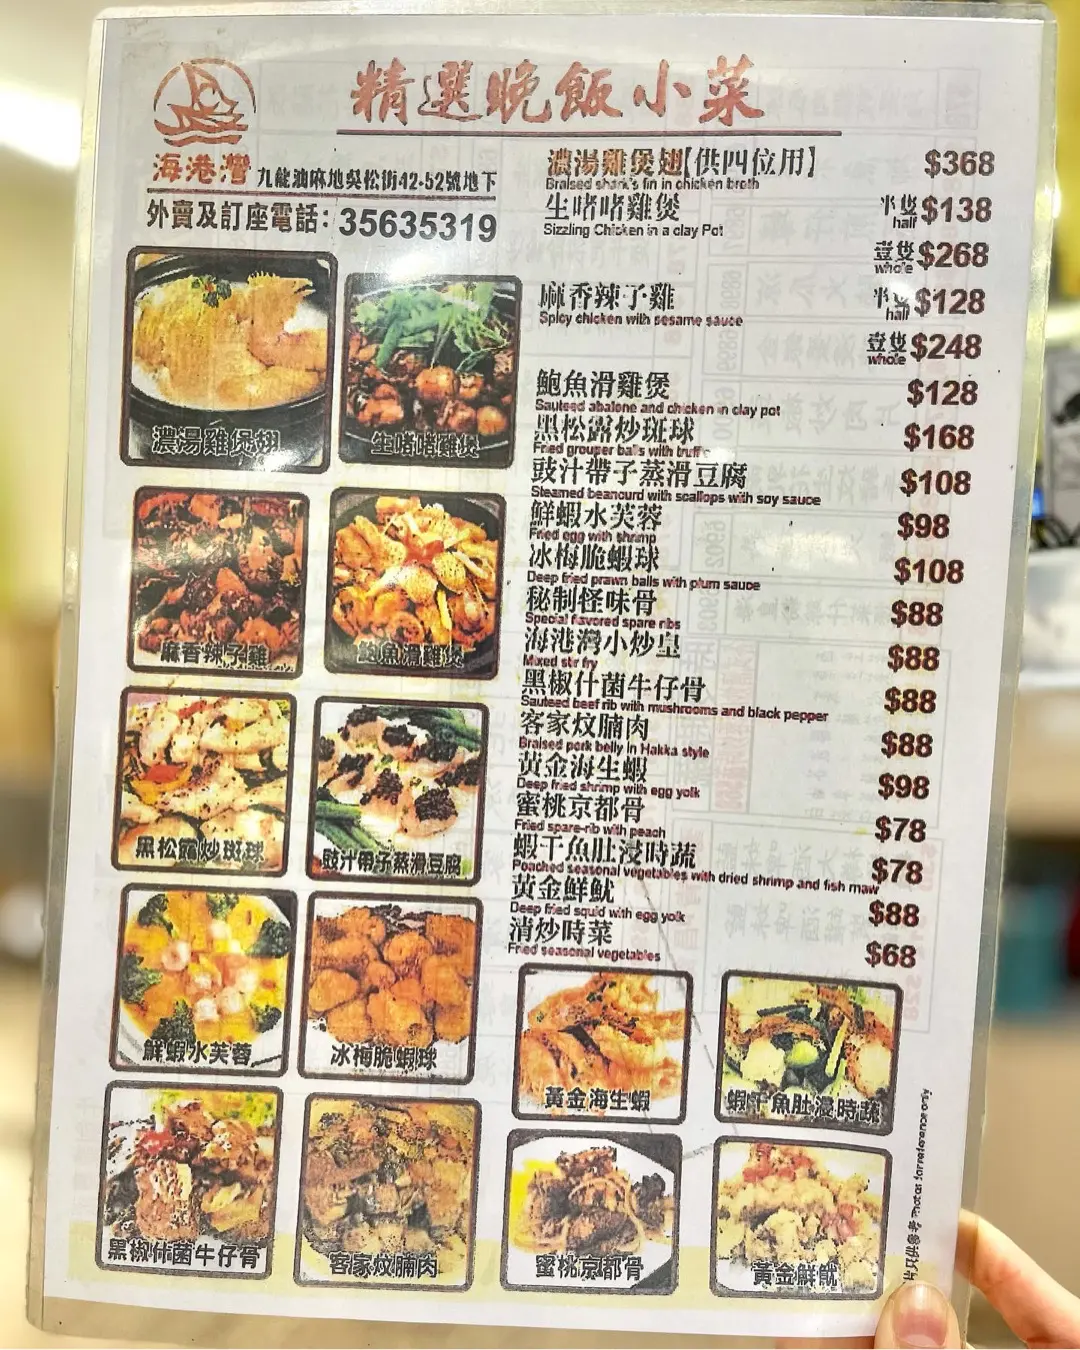 精選晚飯小菜
海港灣 九龍油麻地吳松街42-52號地下
外賣及訂座電話：35635319
濃湯雞煲翅【供四位用】 $368
Braised shark's fin in chicken broth
生啫啫雞煲 半隻 half $138
Sizzling Chicken in a clay Pot
壹隻 whole $268
麻香辣子雞 半隻 half $128
Spicy chicken with sesame sauce
壹隻 whole $248
鮑魚滑雞煲 $128
Sauteed abalone and chicken in clay pot
黑松露炒斑球 $168
Fried grouper balls with truffle
豉汁帶子蒸滑豆腐 $108
Steamed beancurd with scallops with soy sauce
鮮蝦水芙蓉 $98
Fried egg with shrimp
冰梅脆蝦球 $108
Deep fried prawn balls with plum sauce
秘制怪味骨 $88
Special flavored spare ribs
海港灣小炒皇 $88
Mixed stir fry
黑椒什菌牛仔骨 $88
Sauteed beef rib with mushrooms and black pepper
客家炆腩肉 $88
Braised pork belly in Hakka style
黃金海生蝦 $98
Deep fried shrimp with egg yolk
蜜桃京都骨 $78
Fried spare-rib with peach
蝦干魚肚浸時蔬 $78
Poached seasonal vegetables with dried shrimp and fish maw
黃金鮮魷 $88
Deep fried squid with egg yolk
清炒時菜 $68
Fried seasonal vegetables
濃湯雞煲翅
生啫啫雞煲
麻香辣子雞
鮑魚滑雞煲
黑松露炒斑球
豉汁帶子蒸滑豆腐
鮮蝦水芙蓉
冰梅脆蝦球
黑椒什菌牛仔骨
客家炆腩肉
黃金海生蝦
蝦干魚肚浸時蔬
蜜桃京都骨
黃金鮮魷
片只供參考 Photos for reference only